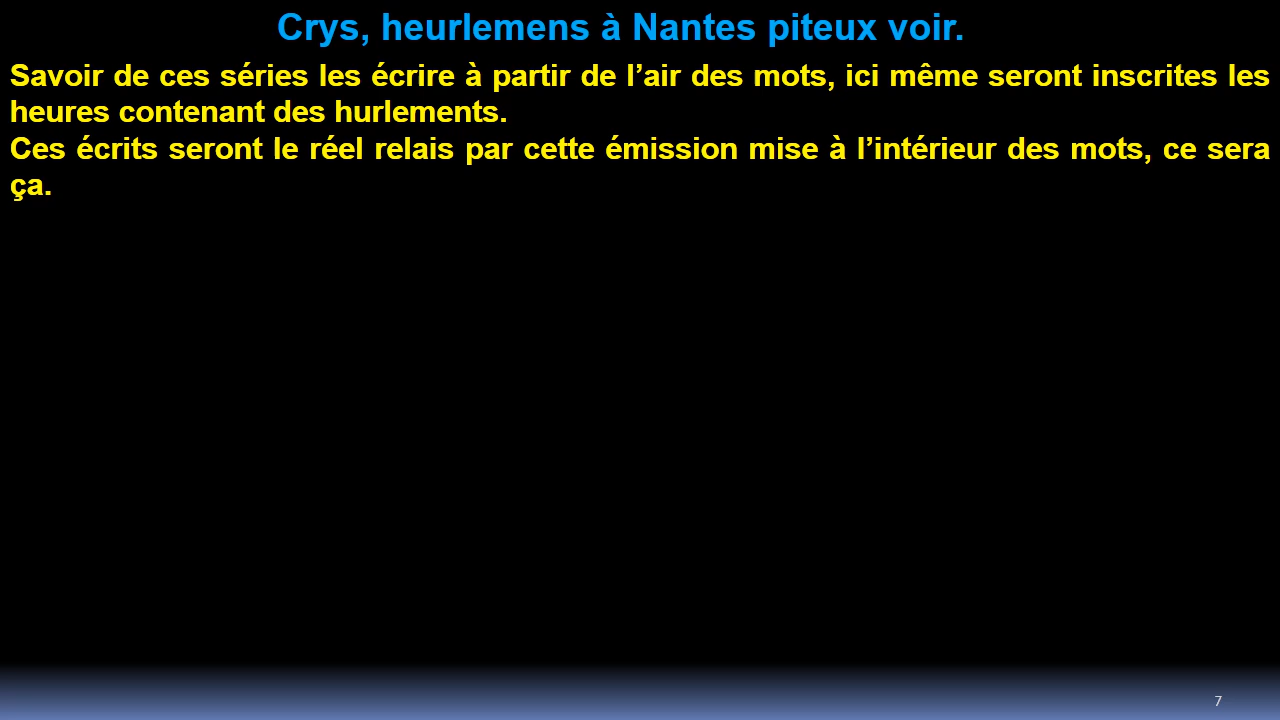 Crys, heurlemens à Nantes piteux voir.
Savoir de ces séries les écrire à partir de l’air des mots, ici même seront inscrites les
heures contenant des hurlements.
Ces écrits seront le réel relais par cette émission mise à l’intérieur des mots, ce sera
ça.
7